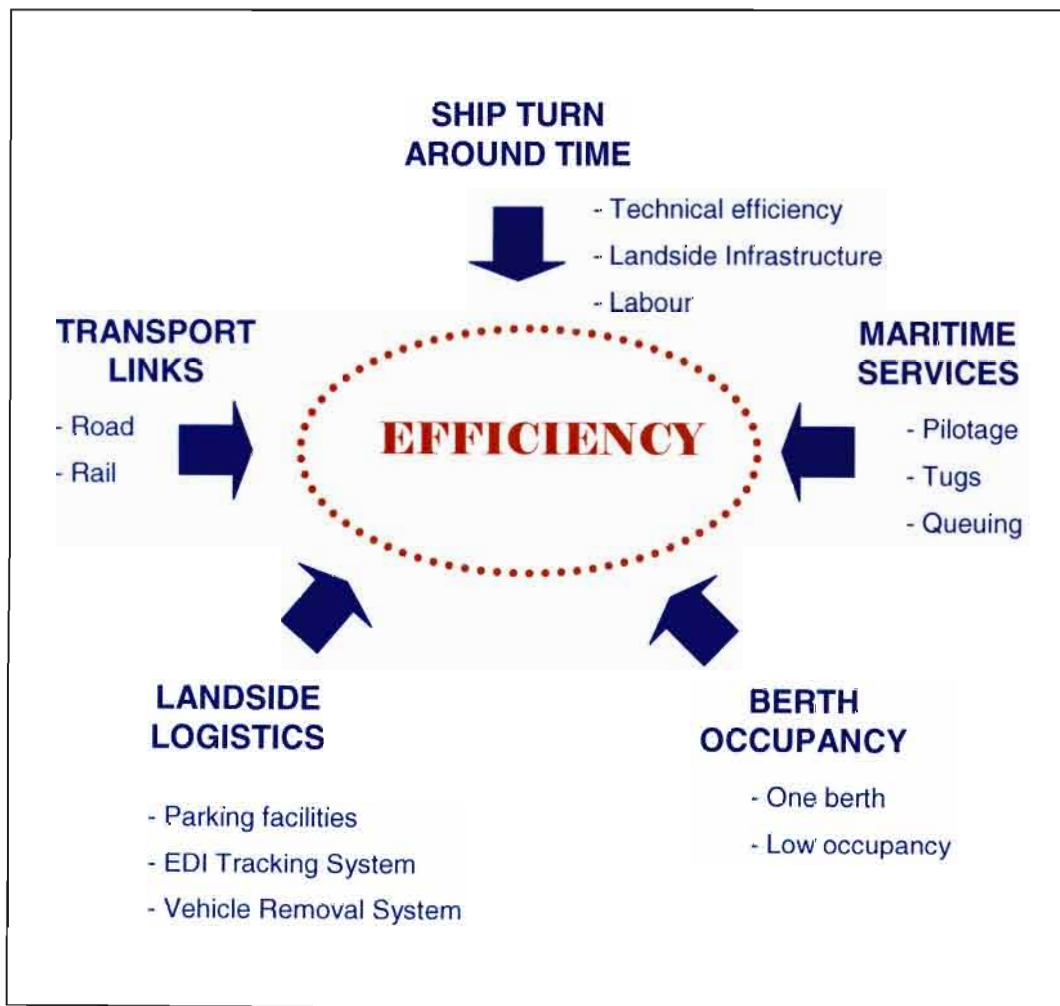 SHIP TURN
AROUND TIME
- Technical efficiency
- Landside Infrastructure
- Labour
TRANSPORT
LINKS
- Road
- Rail
EFFICIENCY
MARITIME
SERVICES
- Pilotage
- Tugs
- Queuing
LANDSIDE
LOGISTICS
- Parking facilities
- EDI Tracking System
- Vehicle Removal System
BERTH
OCCUPANCY
- One berth
- Low occupancy